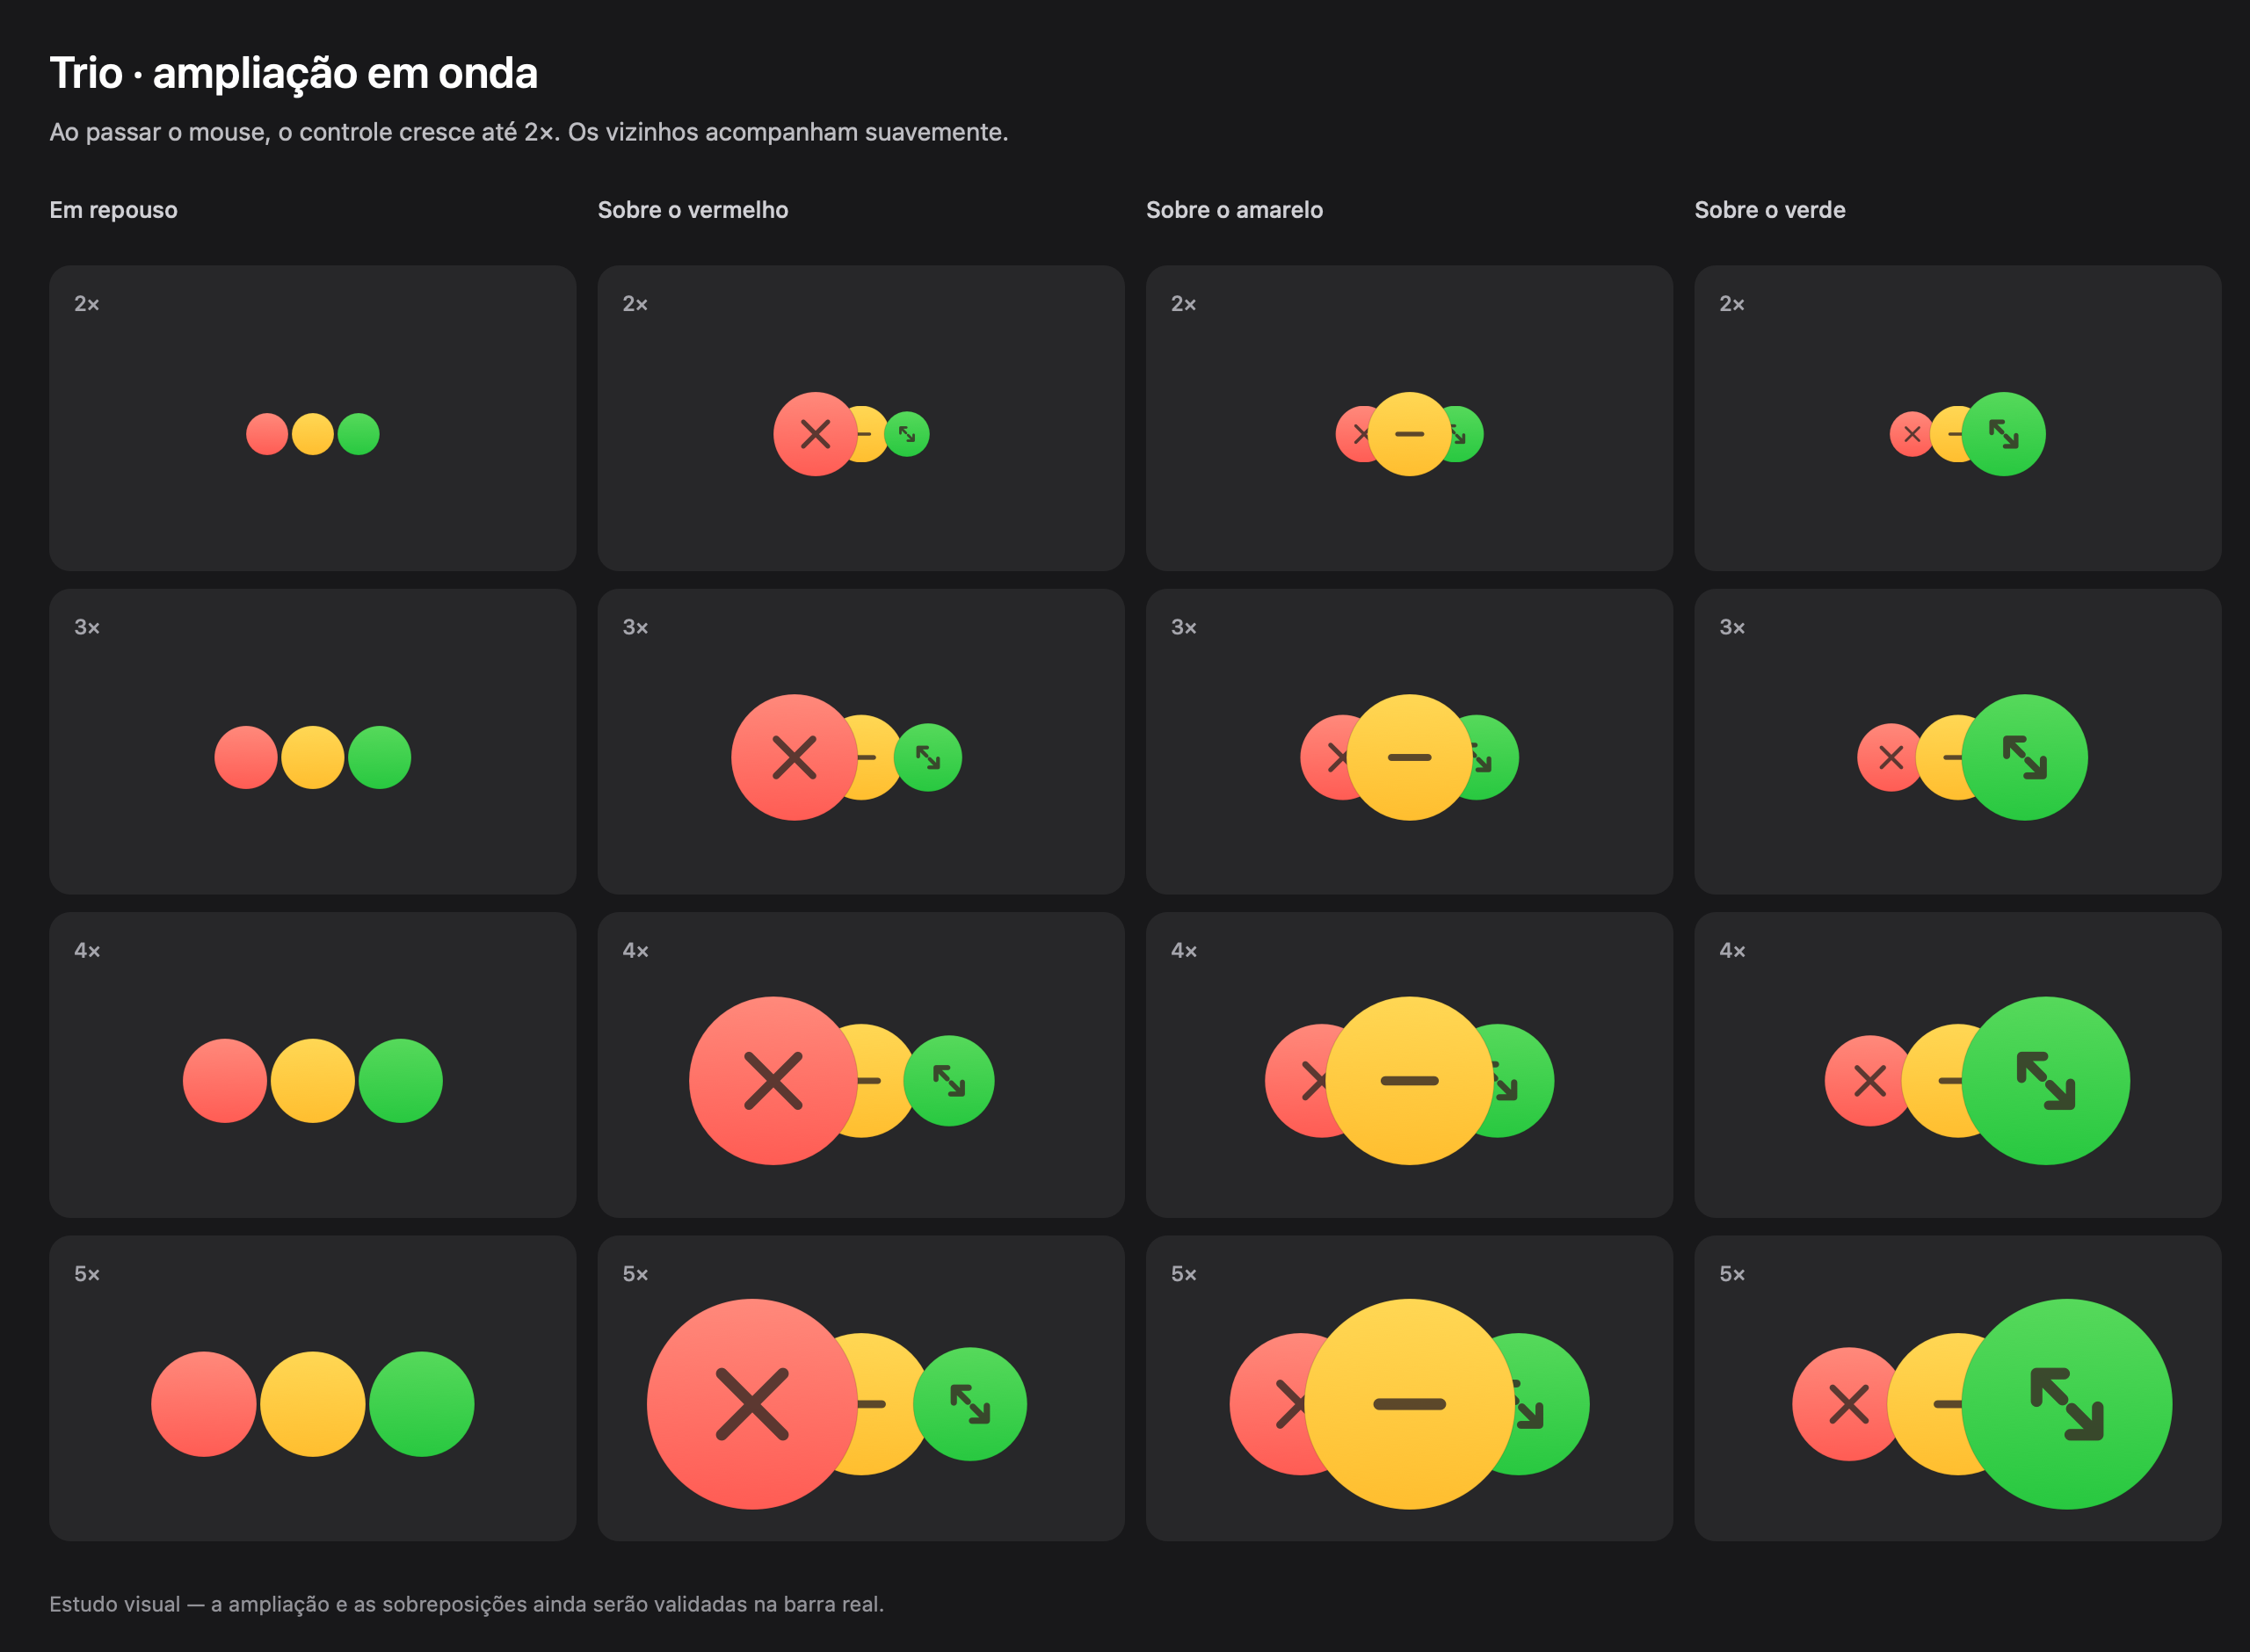 Trio · ampliação em onda
Ao passar o mouse, o controle cresce até 2×. Os vizinhos acompanham suavemente.
Em repouso
Sobre o vermelho
Sobre o amarelo
Sobre o verde
2×
2×
2×
2×
3×
3×
3×
3×
4×
4×
4×
4×
5×
5×
5×
5×
Estudo visual — a ampliação e as sobreposições ainda serão validadas na barra real.